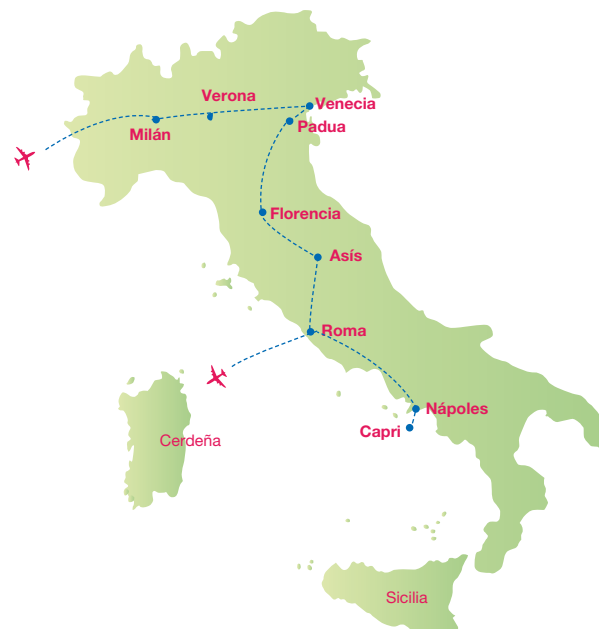 Verona
Venecia
Milán
Padua
Florencia
Asís
Roma
Nápoles
Capri
Cerdeña
Sicilia